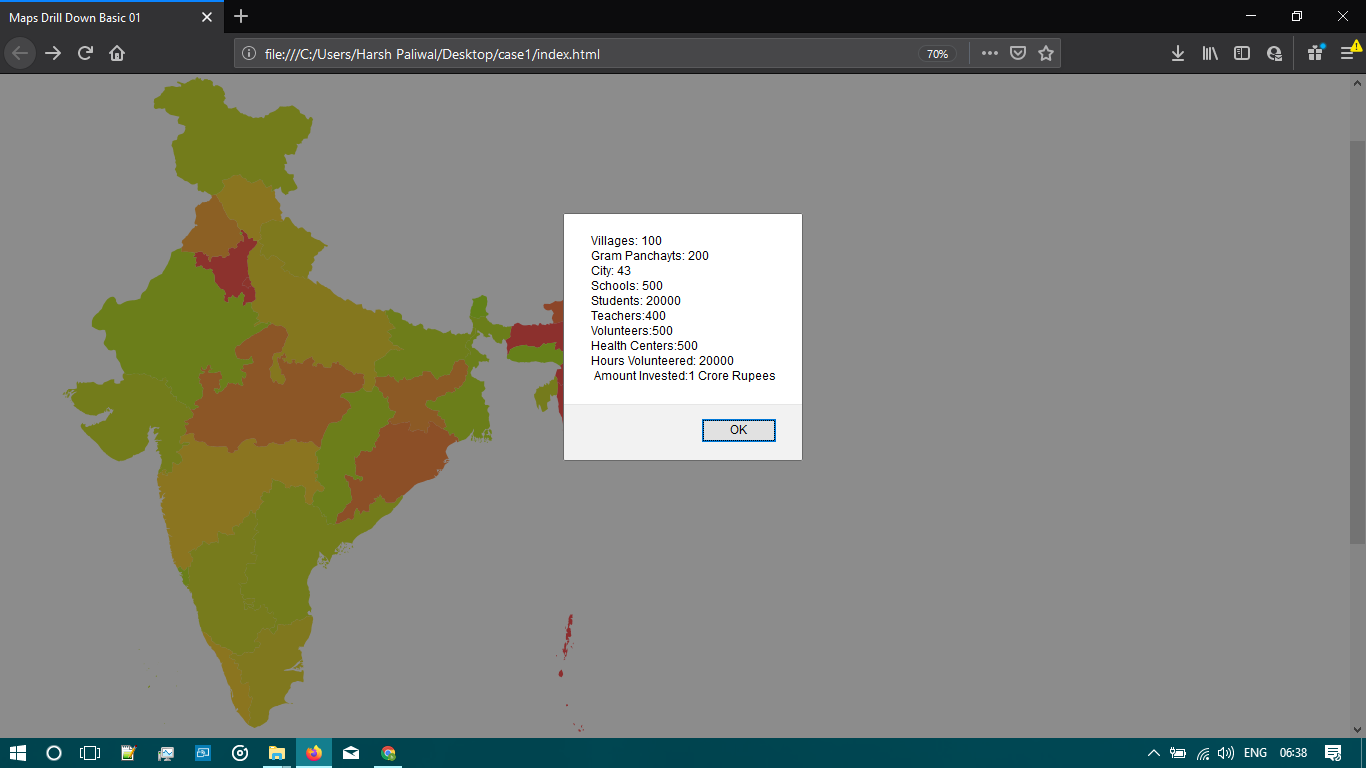 Maps Drill Down Basic 01
file:///C:/Users/Harsh Paliwal/Desktop/case1/index.html
70%
Villages: 100
Gram Panchayts: 200
City: 43
Schools: 500
Students: 20000
Teachers:400
Volunteers:500
Health Centers:500
Hours Volunteered: 20000
Amount Invested:1 Crore Rupees
OK
ENG
06:38